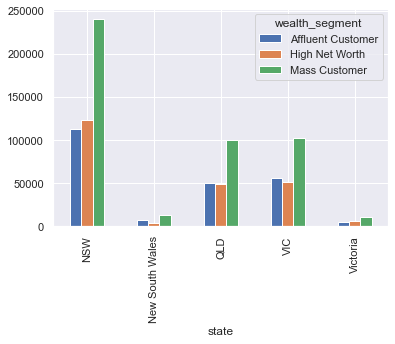 250000
200000
150000
100000
50000
0
wealth_segment
Affluent Customer
High Net Worth
Mass Customer
NSW
New South Wales
QLD
VIC
Victoria
state